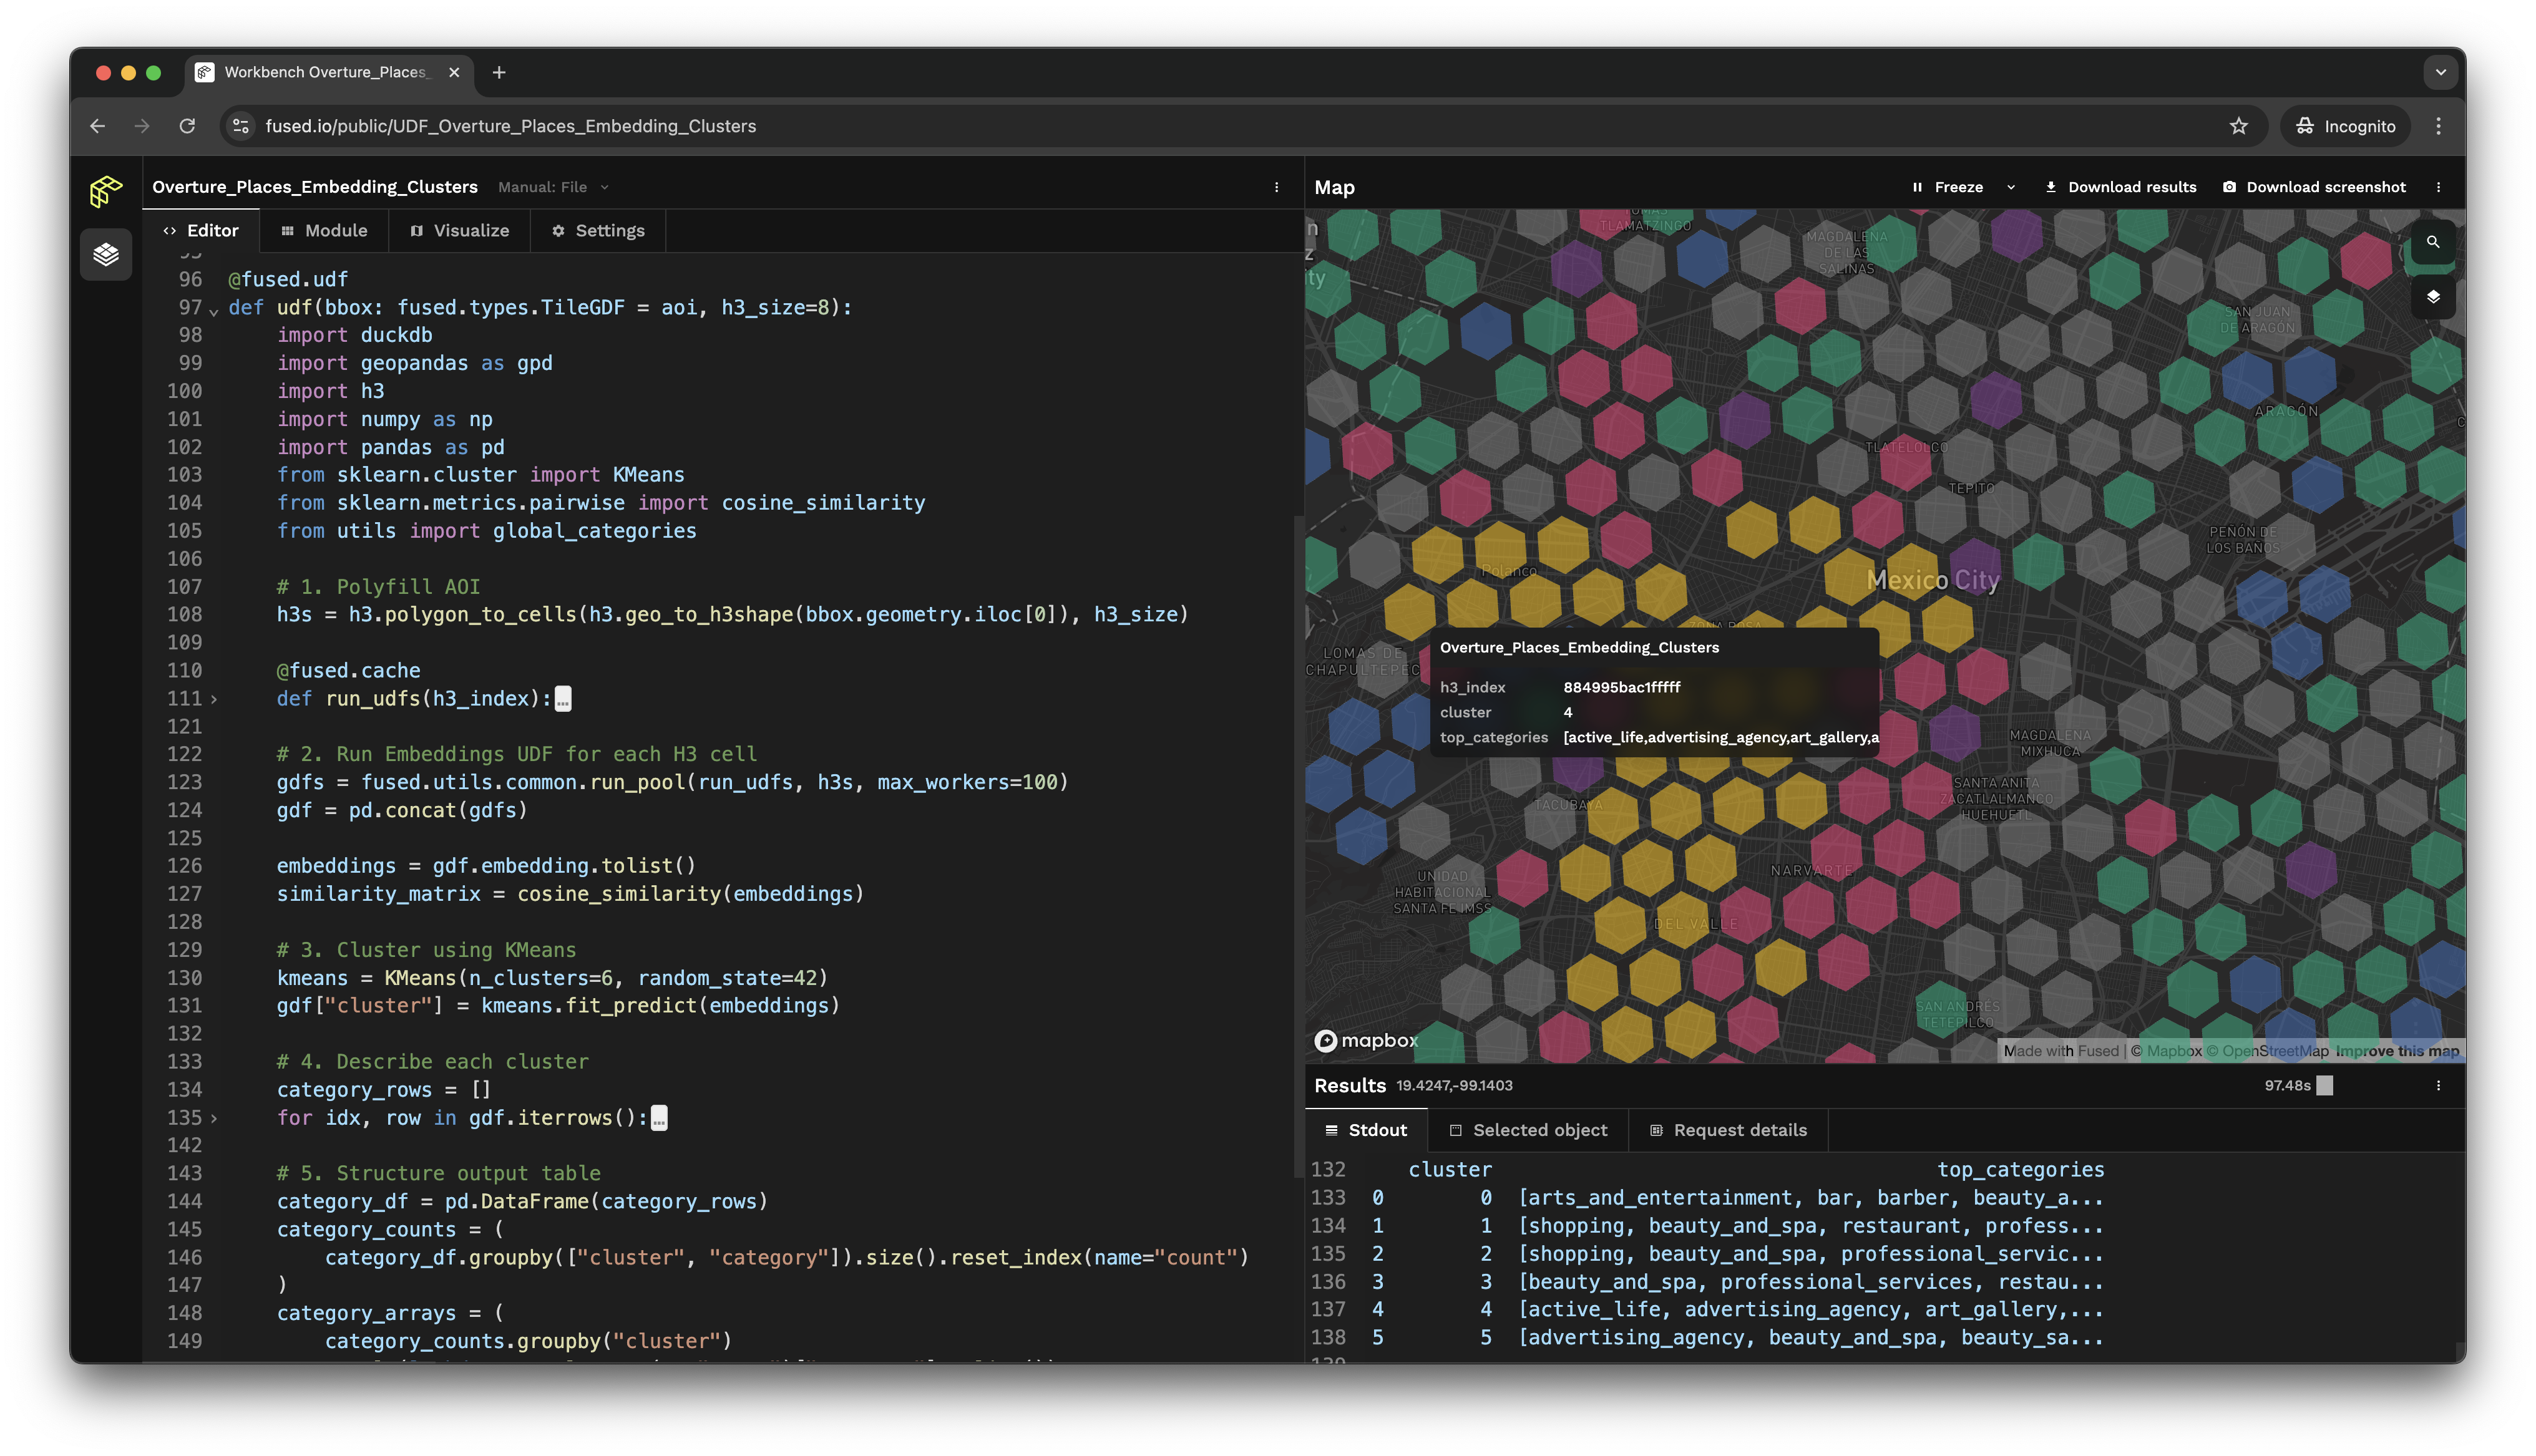 Workbench Overture_Places_
fused.io/public/UDF_Overture_Places_Embedding_Clusters
Incognito
Overture_Places_Embedding_Clusters
Manual: File
Editor
Module
Visualize
Settings
95
96 @fused.udf
97 def udf(bbox: fused.types.TileGDF = aoi, h3_size=8):
98 import duckdb
99 import geopandas as gpd
100 import h3
101 import numpy as np
102 import pandas as pd
103 from sklearn.cluster import KMeans
104 from sklearn.metrics.pairwise import cosine_similarity
105 from utils import global_categories
106
107 # 1. Polyfill AOI
108 h3s = h3.polygon_to_cells(h3.geo_to_h3shape(bbox.geometry.iloc[0]), h3_size)
109
110 @fused.cache
111 def run_udfs(h3_index):…
121
122 # 2. Run Embeddings UDF for each H3 cell
123 gdfs = fused.utils.common.run_pool(run_udfs, h3s, max_workers=100)
124 gdf = pd.concat(gdfs)
125
126 embeddings = gdf.embedding.tolist()
127 similarity_matrix = cosine_similarity(embeddings)
128
129 # 3. Cluster using KMeans
130 kmeans = KMeans(n_clusters=6, random_state=42)
131 gdf["cluster"] = kmeans.fit_predict(embeddings)
132
133 # 4. Describe each cluster
134 category_rows = []
135 for idx, row in gdf.iterrows():…
142
143 # 5. Structure output table
144 category_df = pd.DataFrame(category_rows)
145 category_counts = (
146 category_df.groupby(["cluster", "category"]).size().reset_index(name="count")
147 )
148 category_arrays = (
149 category_counts.groupby("cluster")
Map
Freeze
Download results
Download screenshot
TLAMATZINGO
MAGDALENA
DE LAS
SALINAS
SAN JUAN
DE ARAGÓN
ARAGÓN
TLATELOLCO
TEPITO
PEÑÓN DE
LOS BAÑOS
Polanco
Mexico City
ZONA ROSA
LOMAS DE
CHAPULTEPEC
Overture_Places_Embedding_Clusters
h3_index 884995bac1fffff
cluster 4
top_categories [active_life,advertising_agency,art_gallery,a
MAGDALENA
MIXHUCA
TACUBAYA
SANTA ANITA
ZACATLALMANCO
HUEHUETL
NARVARTE
UNIDAD
HABITACIONAL
SANTA FE IMSS
DEL VALLE
SAN ANDRÉS
TETEPILCO
mapbox
Made with Fused | © Mapbox © OpenStreetMap Improve this map
Results 19.4247,-99.1403
97.48s
Stdout
Selected object
Request details
132 cluster top_categories
133 0 0 [arts_and_entertainment, bar, barber, beauty_a...
134 1 1 [shopping, beauty_and_spa, restaurant, profess...
135 2 2 [shopping, beauty_and_spa, professional_servic...
136 3 3 [beauty_and_spa, professional_services, restau...
137 4 4 [active_life, advertising_agency, art_gallery,...
138 5 5 [advertising_agency, beauty_and_spa, beauty_sa...
139